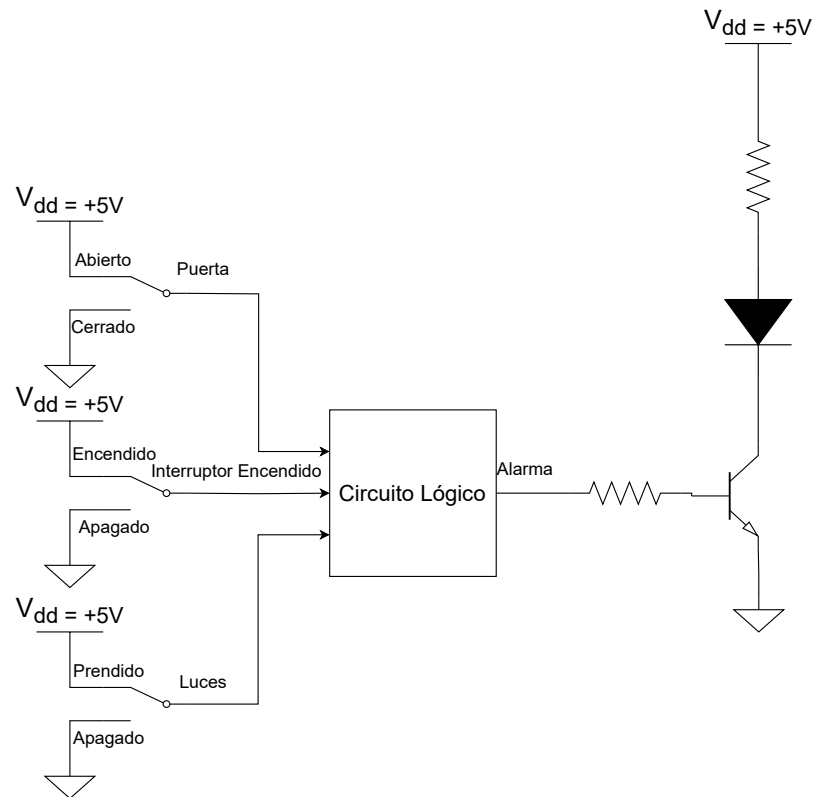 Vdd = +5V
Vdd = +5V
Abierto
Puerta
Cerrado
Vdd = +5V
Encendido
Interruptor Encendido
Apagado
Circuito Lógico
Alarma
Vdd = +5V
Prendido
Luces
Apagado